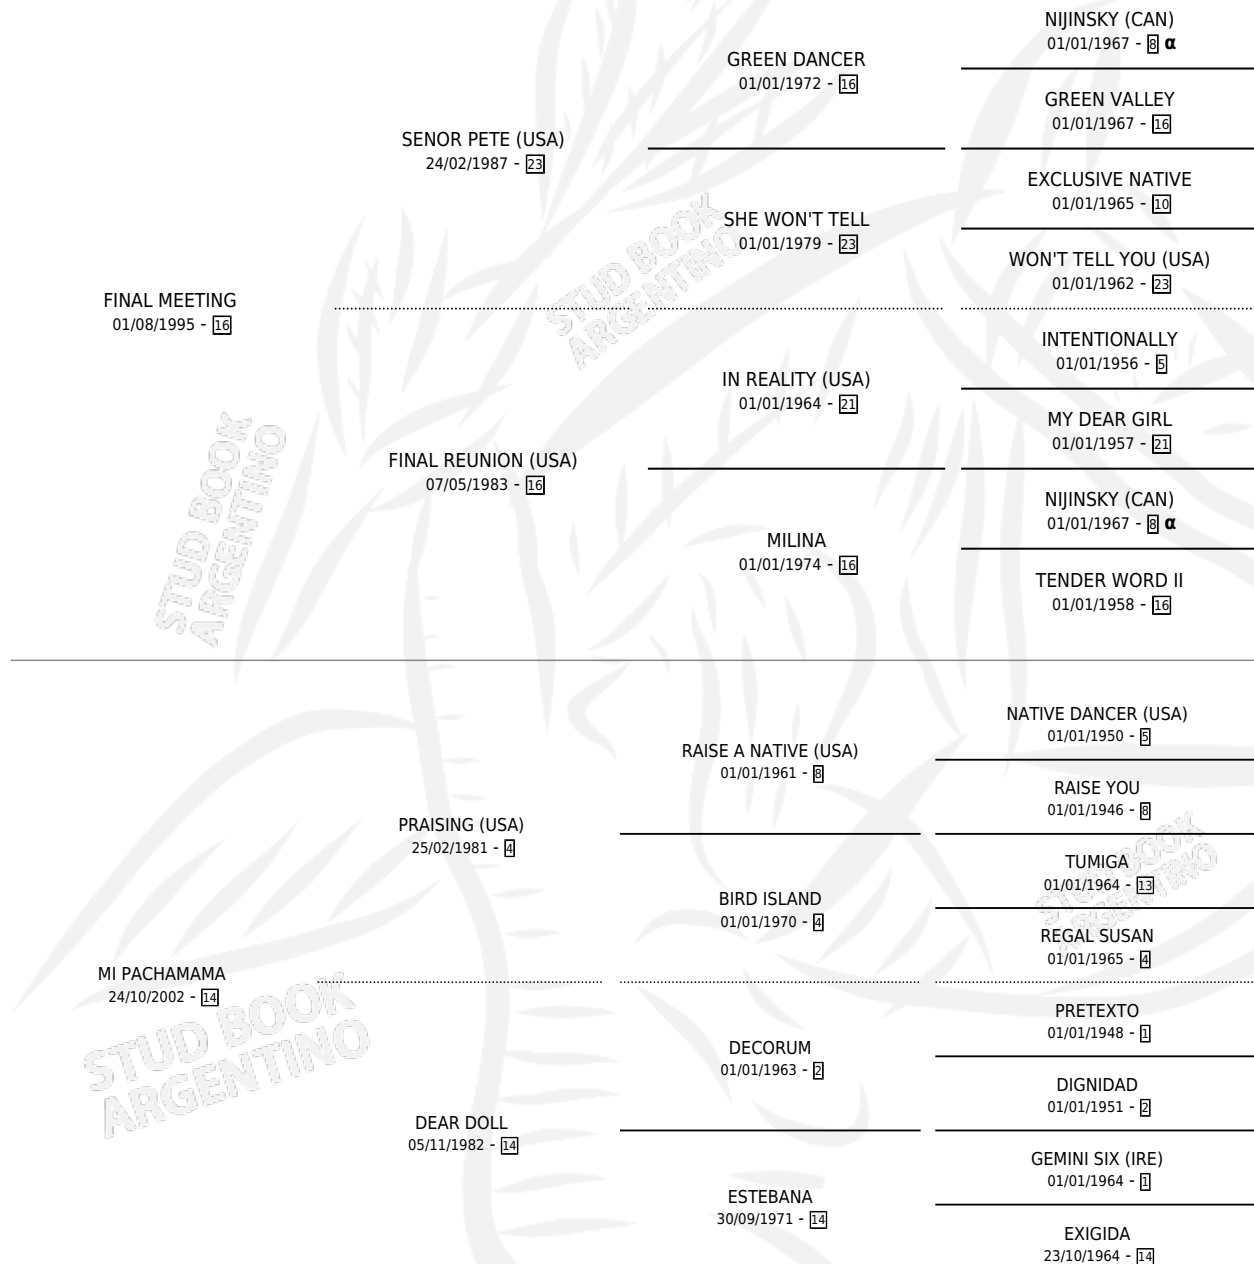 NIJINSKY (CAN)
01/01/1967 - 8 α
GREEN DANCER
01/01/1972 - 16
GREEN VALLEY
01/01/1967 - 16
SENOR PETE (USA)
24/02/1987 - 23
EXCLUSIVE NATIVE
01/01/1965 - 10
SHE WON'T TELL
01/01/1979 - 23
WON'T TELL YOU (USA)
01/01/1962 - 23
FINAL MEETING
01/08/1995 - 16
INTENTIONALLY
01/01/1956 - 5
IN REALITY (USA)
01/01/1964 - 21
MY DEAR GIRL
01/01/1957 - 21
FINAL REUNION (USA)
07/05/1983 - 16
NIJINSKY (CAN)
01/01/1967 - 8 α
MILINA
01/01/1974 - 16
TENDER WORD II
01/01/1958 - 16
NATIVE DANCER (USA)
01/01/1950 - 5
RAISE A NATIVE (USA)
01/01/1961 - 8
RAISE YOU
01/01/1946 - 8
PRAISING (USA)
25/02/1981 - 4
TUMIGA
01/01/1964 - 13
BIRD ISLAND
01/01/1970 - 4
REGAL SUSAN
01/01/1965 - 4
MI PACHAMAMA
24/10/2002 - 14
PRETEXTO
01/01/1948 - 1
DECORUM
01/01/1963 - 2
DIGNIDAD
01/01/1951 - 2
DEAR DOLL
05/11/1982 - 14
GEMINI SIX (IRE)
01/01/1964 - 1
ESTEBANA
30/09/1971 - 14
EXIGIDA
23/10/1964 - 14
STUD BOOK
ARGENTINO
STUD BOOK
ARGENTINO
STUD BOOK
ARGENTINO
STUD BOOK
ARGENTINO